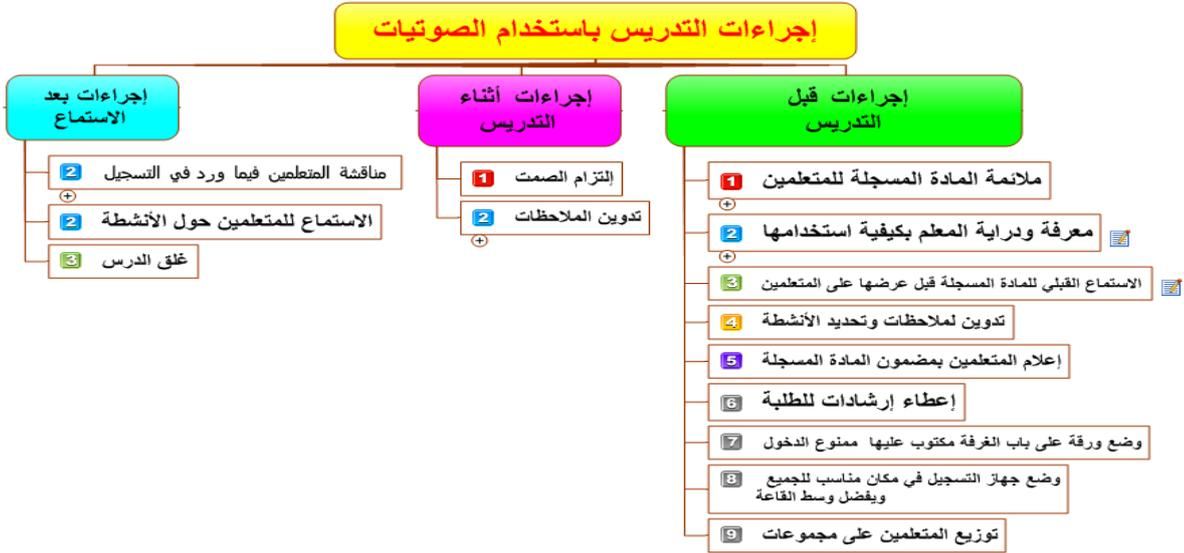 إجراءات التدريس باستخدام الصوتيات
إجراءات قبل
التدريس
1 ملائمة المادة المسجلة للمتعلمين
2 معرفة ودراية المعلم بكيفية استخدامها
3 الاستماع القبلي للمادة المسجلة قبل عرضها على المتعلمين
4 تدوين لملاحظات وتحديد الأنشطة
5 إعلام المتعلمين بمضمون المادة المسجلة
6 إعطاء إرشادات للطلبة
7 وضع ورقة على باب الغرفة مكتوب عليها ممنوع الدخول
8 وضع جهاز التسجيل في مكان مناسب للجميع
ويفضل وسط القاعة
9 توزيع المتعلمين على مجموعات
إجراءات أثناء
التدريس
1 إلتزام الصمت
2 تدوين الملاحظات
إجراءات بعد
الاستماع
2 مناقشة المتعلمين فيما ورد في التسجيل
2 الاستماع للمتعلمين حول الأنشطة
3 غلق الدرس